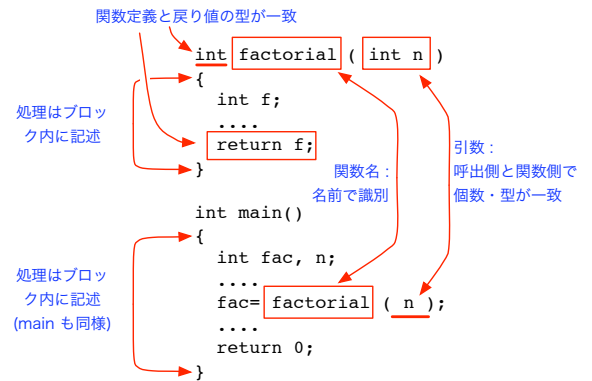 関数定義と戻り値の型が一致
int factorial ( int n )
{
int f;
....
return f;
}
処理はブロッ
ク内に記述
関数名：
名前で識別
引数：
呼出側と関数側で
個数・型が一致
int main()
{
int fac, n;
....
fac= factorial ( n );
....
return 0;
}
処理はブロッ
ク内に記述
(main も同様)